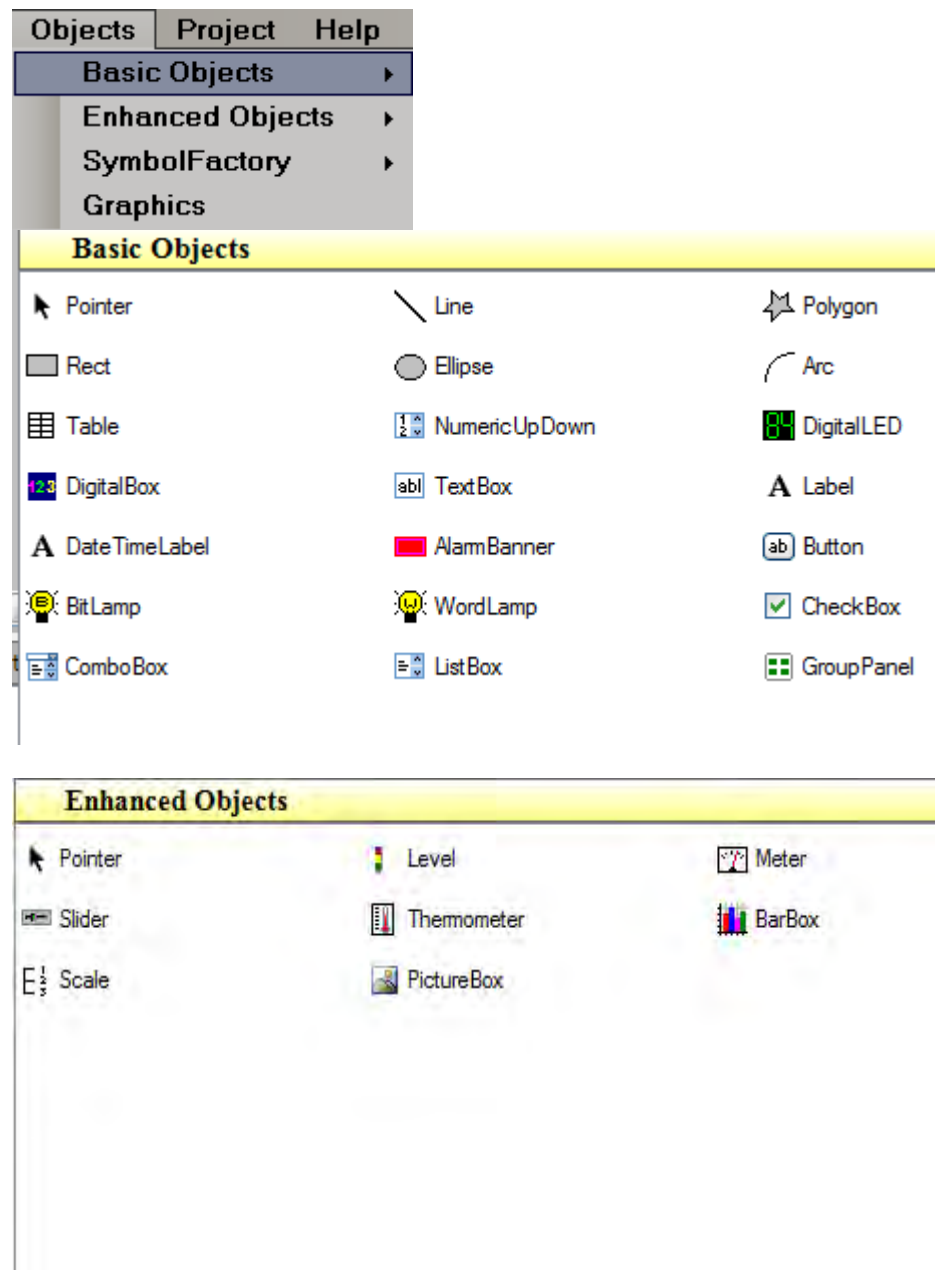 Objects Project Help
Basic Objects
Enhanced Objects
SymbolFactory
Graphics
Basic Objects
Pointer Line Polygon
Rect Ellipse Arc
Table NumericUpDown DigitalLED
DigitalBox TextBox Label
DateTimeLabel AlarmBanner Button
BitLamp WordLamp CheckBox
ComboBox ListBox GroupPanel
Enhanced Objects
Pointer Level Meter
Slider Thermometer BarBox
Scale PictureBox